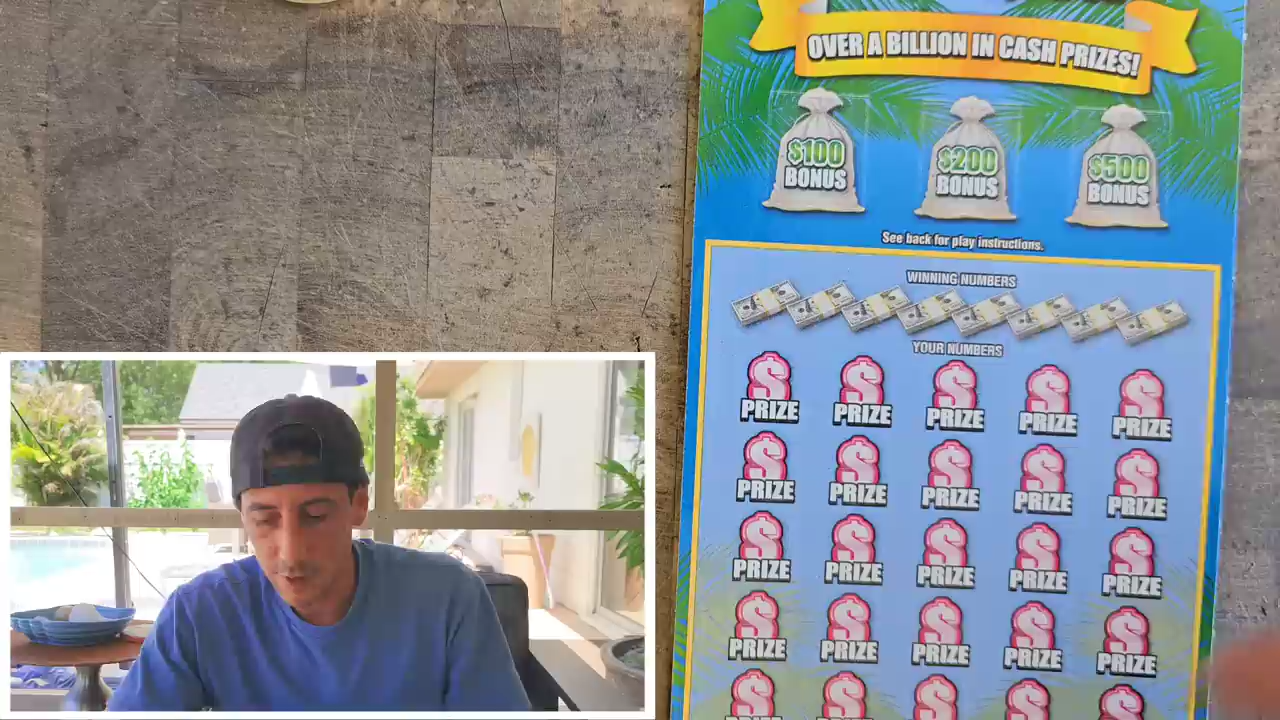 OVER A BILLION IN CASH PRIZES!
$100 BONUS
$200 BONUS
$500 BONUS
See back for play instructions.
WINNING NUMBERS
YOUR NUMBERS
$ $ $ $ $
PRIZE PRIZE PRIZE PRIZE PRIZE
$ $ $ $ $
PRIZE PRIZE PRIZE PRIZE PRIZE
$ $ $ $ $
PRIZE PRIZE PRIZE PRIZE PRIZE
$ $ $ $ $
PRIZE PRIZE PRIZE PRIZE PRIZE
$ $ $ $ $